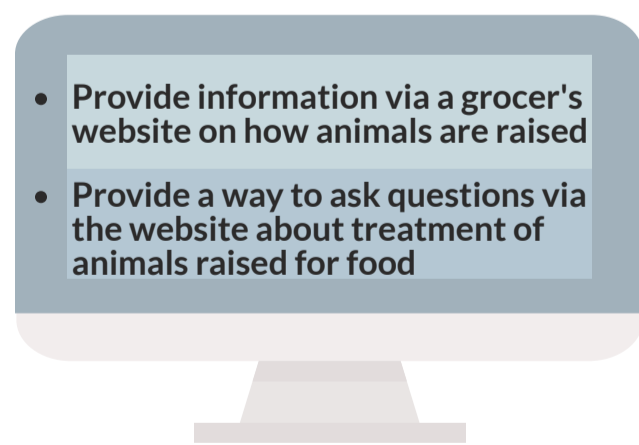 • Provide information via a grocer's
website on how animals are raised
• Provide a way to ask questions via
the website about treatment of
animals raised for food